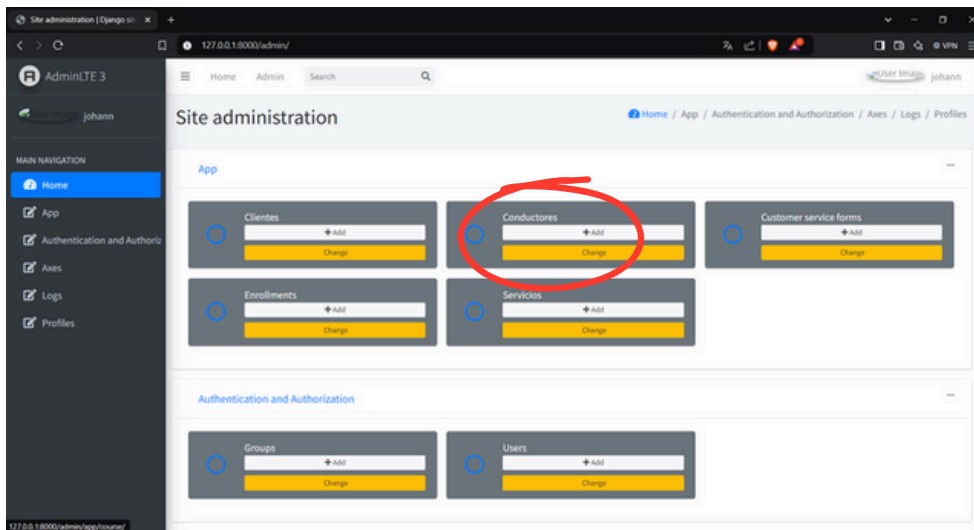 Site administration | Django sit
127.0.0.1:8000/admin/
VPN
AdminLTE 3
Home Admin Search
User Image johann
johann
Site administration
Home / App / Authentication and Authorization / Axes / Logs / Profiles
MAIN NAVIGATION
Home
App
Authentication and Authoriz
Axes
Logs
Profiles
App
Clientes
+ Add
Change
Conductores
+ Add
Change
Customer service forms
+ Add
Change
Enrollments
+ Add
Change
Servicios
+ Add
Change
Authentication and Authorization
Groups
+ Add
Change
Users
+ Add
Change
127.0.0.1:8000/admin/app/course/